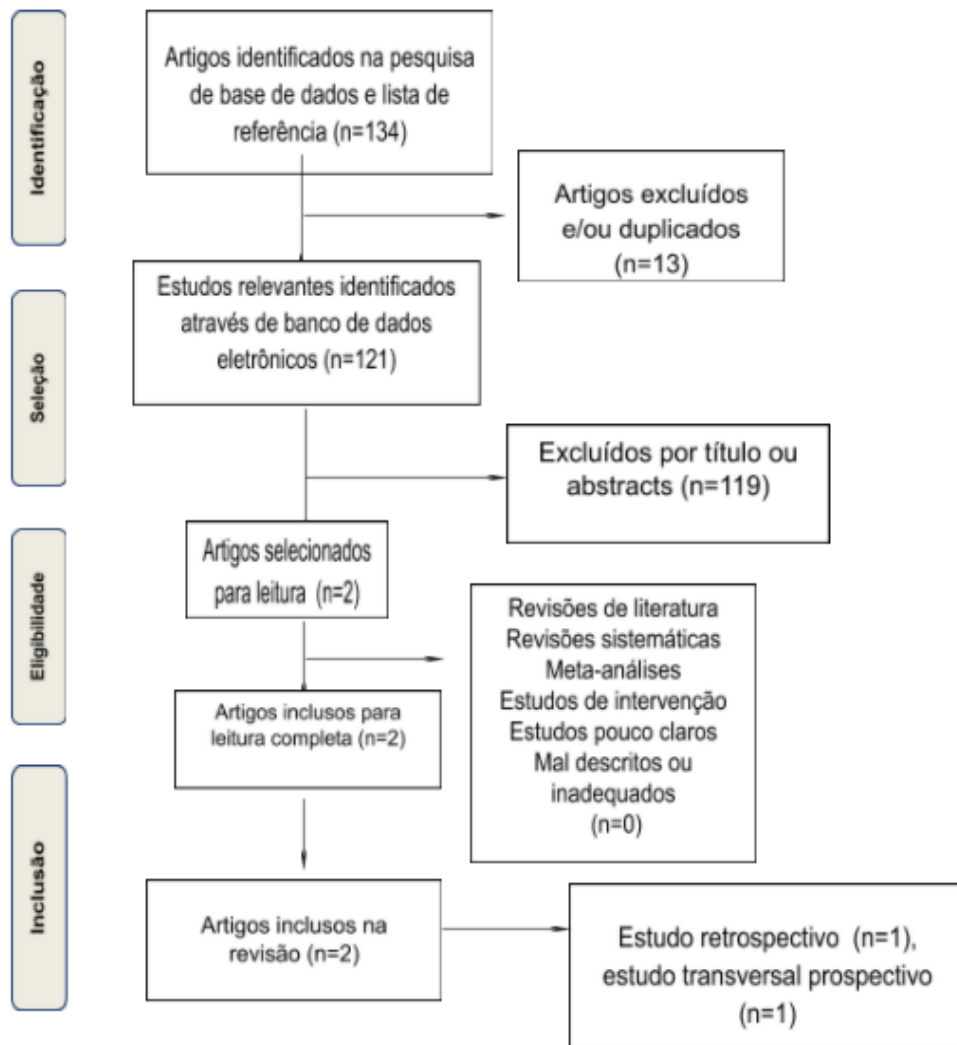 Identificação
Artigos identificados na pesquisa
de base de dados e lista de
referência (n=134)
Artigos excluídos
e/ou duplicados
(n=13)
Seleção
Estudos relevantes identificados
através de banco de dados
eletrônicos (n=121)
Excluídos por título ou
abstracts (n=119)
Eligibilidade
Artigos selecionados
para leitura (n=2)
Revisões de literatura
Revisões sistemáticas
Meta-análises
Estudos de intervenção
Estudos pouco claros
Mal descritos ou
inadequados
(n=0)
Artigos inclusos para
leitura completa (n=2)
Inclusão
Artigos inclusos na
revisão (n=2)
Estudo retrospectivo (n=1),
estudo transversal prospectivo
(n=1)